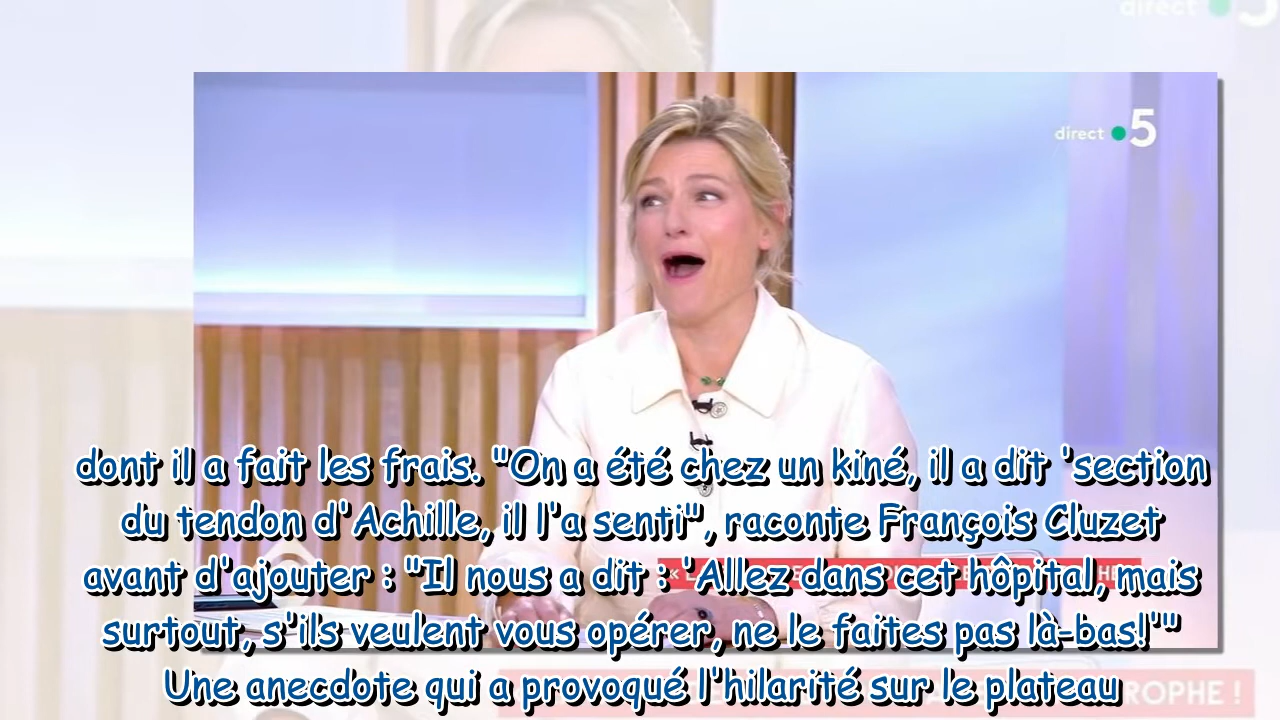 direct 5
direct 5
dont il a fait les frais. "On a été chez un kiné, il a dit 'section
du tendon d'Achille, il l'a senti", raconte François Cluzet
avant d'ajouter : "Il nous a dit : 'Allez dans cet hôpital, mais
surtout, s'ils veulent vous opérer, ne le faites pas là-bas!'"
Une anecdote qui a provoqué l'hilarité sur le plateau
TROPHE !